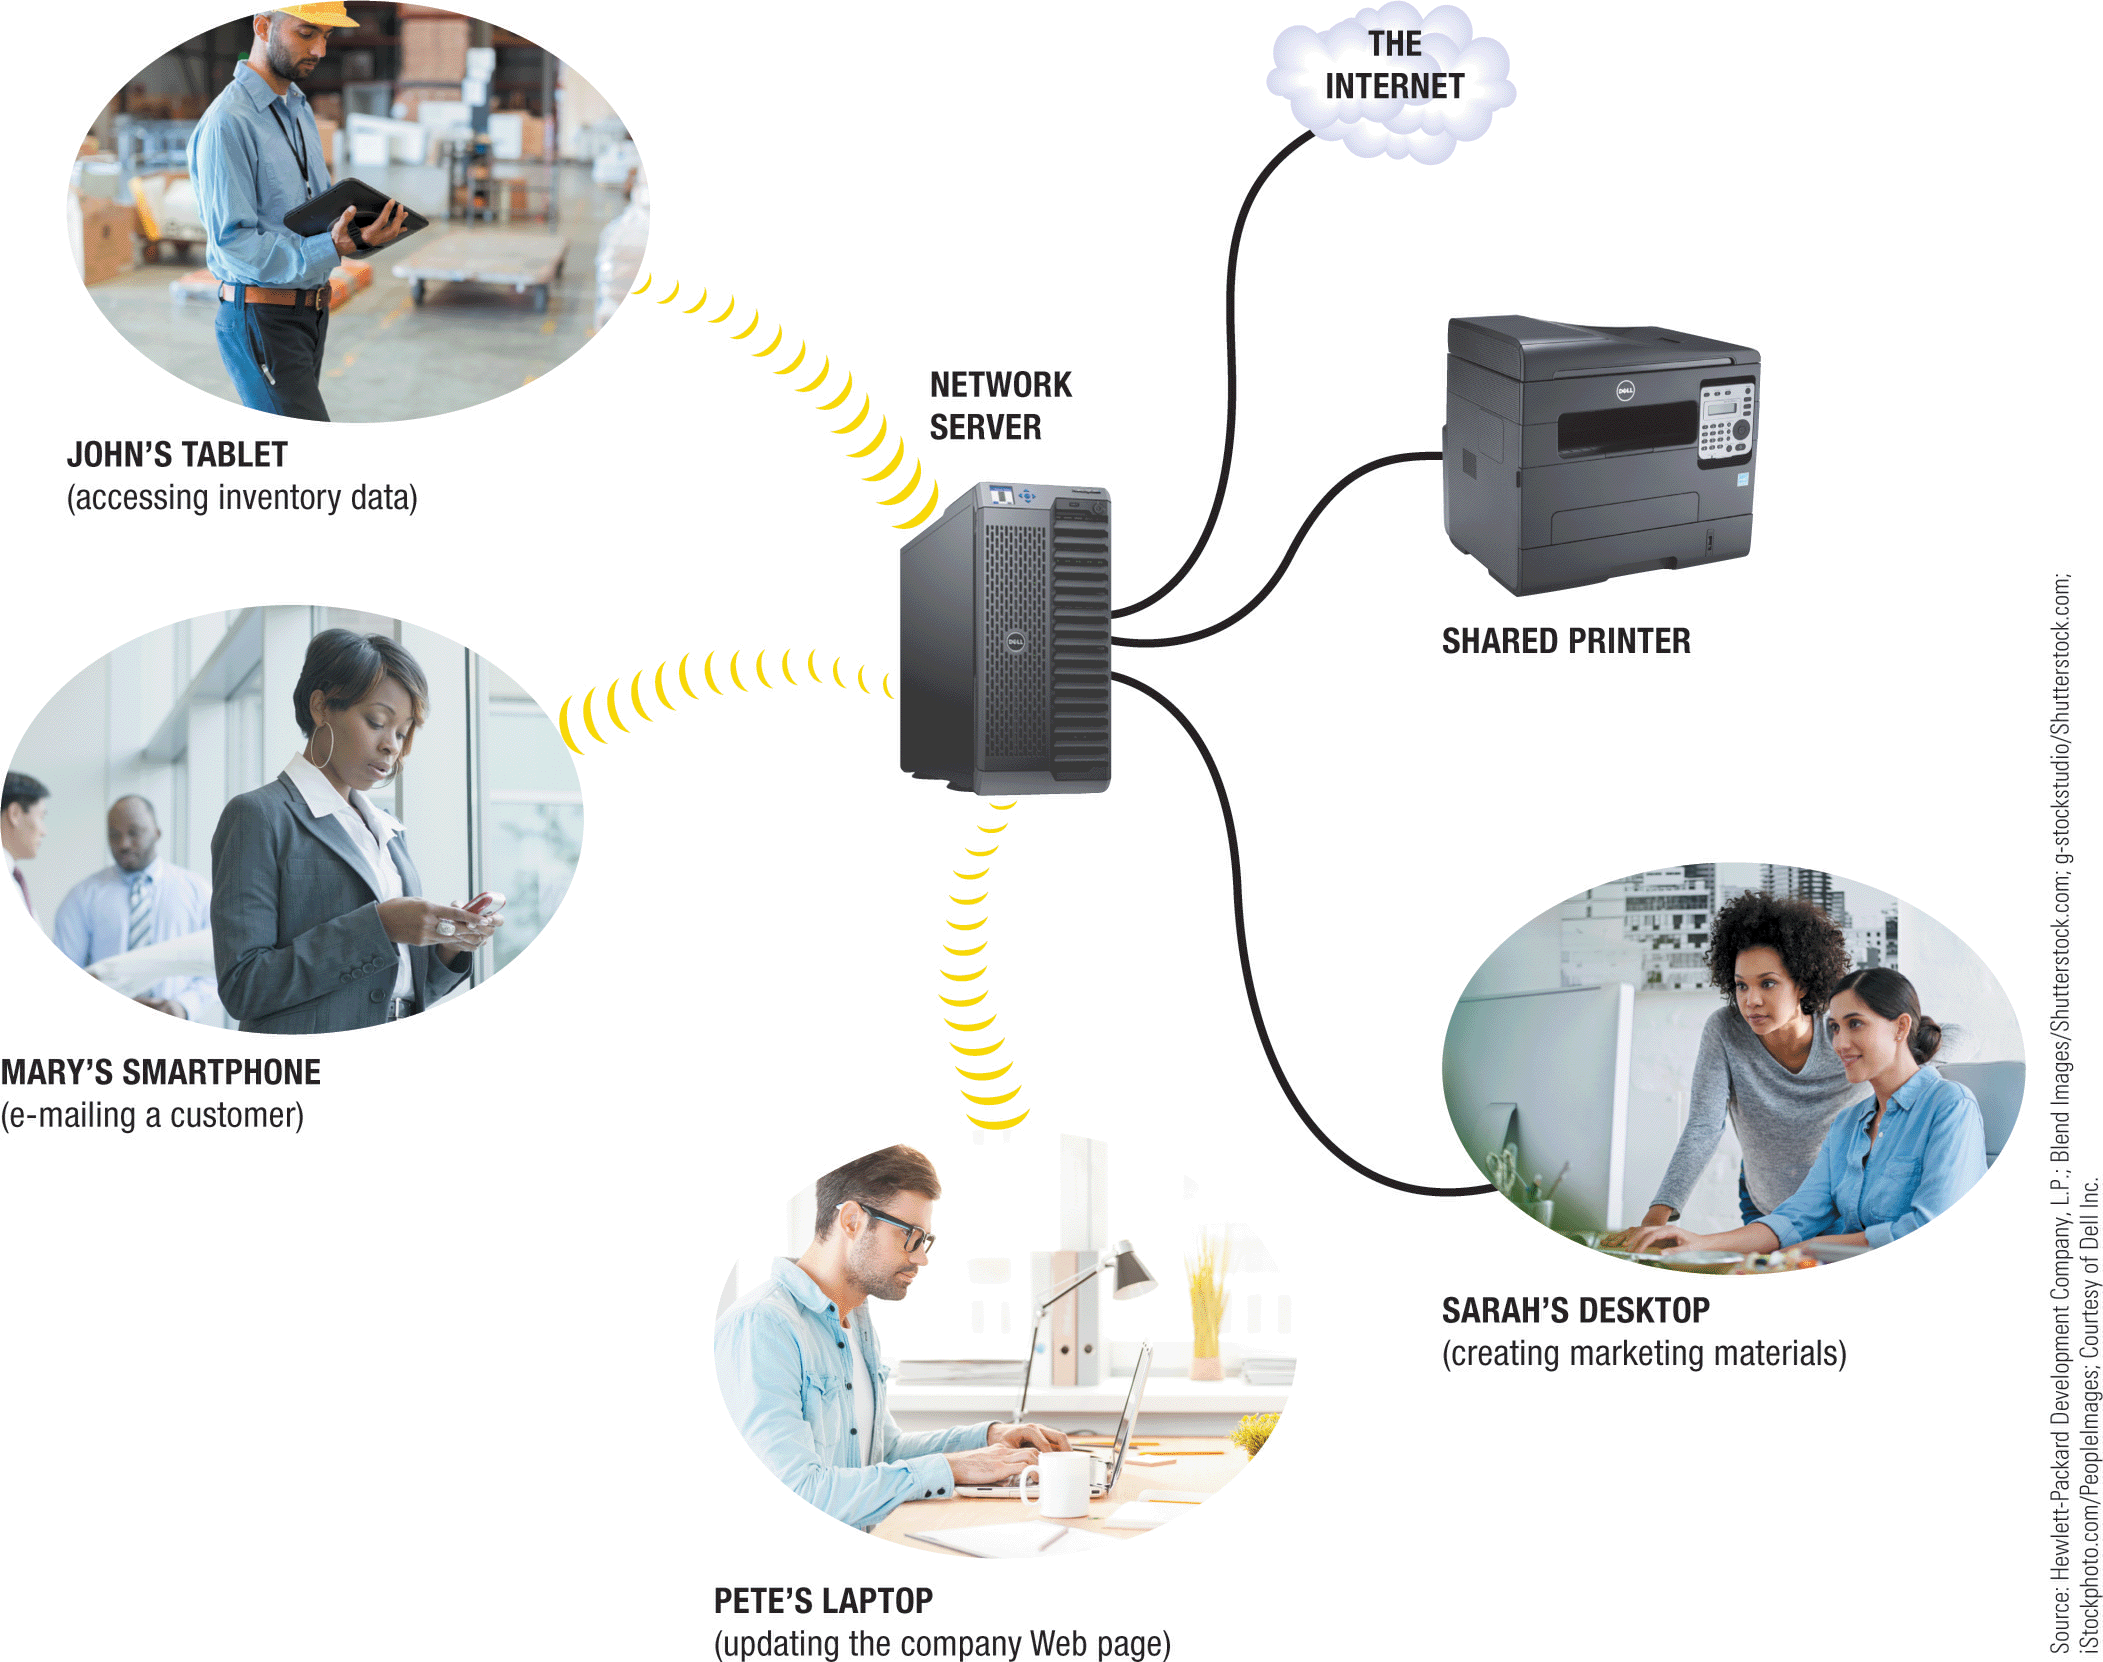 THE
INTERNET
NETWORK
SERVER
JOHN’S TABLET
(accessing inventory data)
DELL
DELL
SHARED PRINTER
MARY’S SMARTPHONE
(e-mailing a customer)
SARAH’S DESKTOP
(creating marketing materials)
PETE’S LAPTOP
(updating the company Web page)
Source: Hewlett-Packard Development Company, L.P.; Blend Images/Shutterstock.com; g-stockstudio/Shutterstock.com;
iStockphoto.com/PeopleImages; Courtesy of Dell Inc.